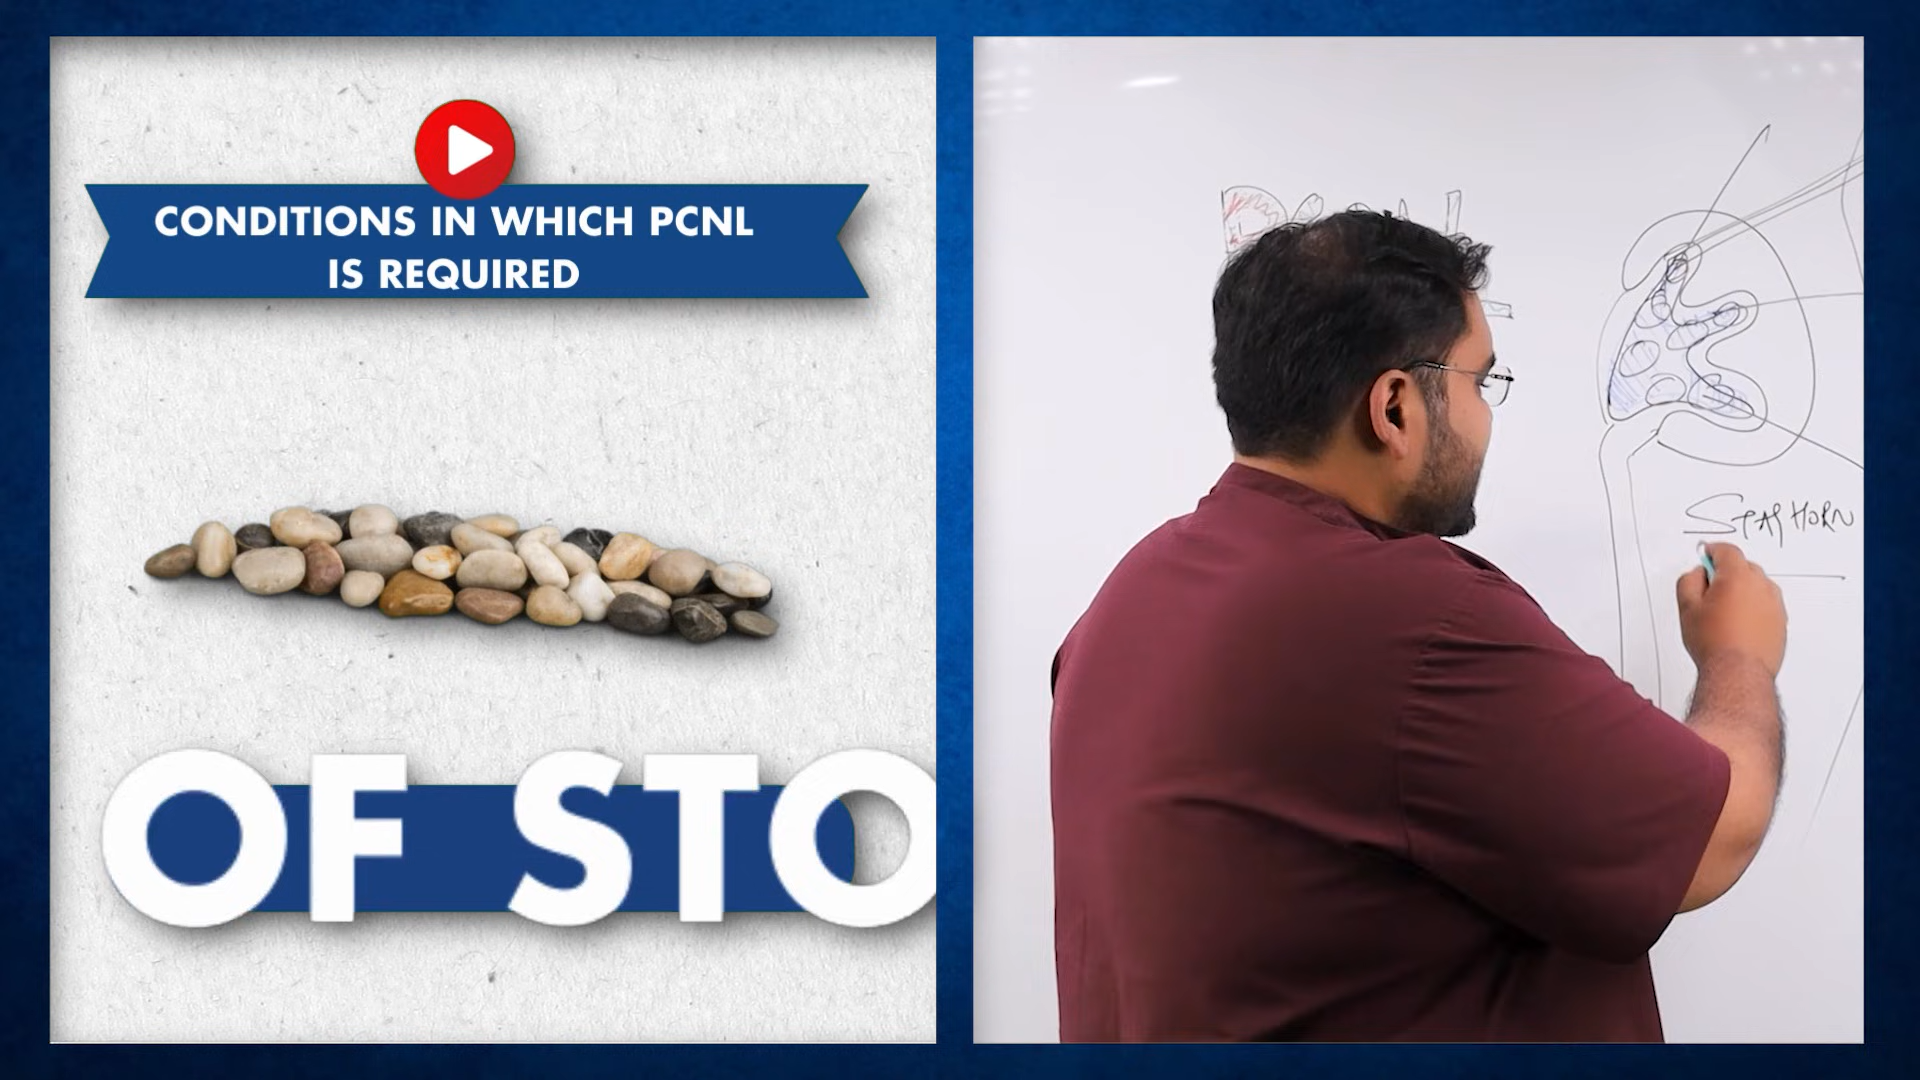 CONDITIONS IN WHICH PCNL
IS REQUIRED
OF STO
STAGHORN